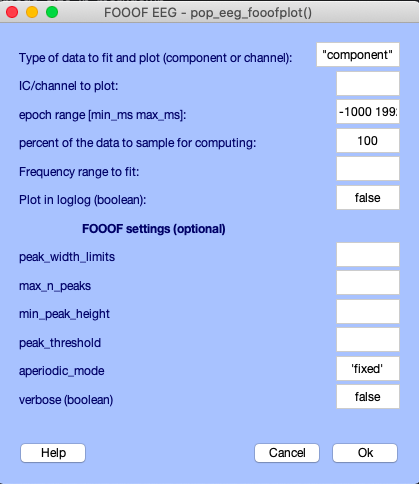 FOOOF EEG - pop_eeg_fooofplot()
Type of data to fit and plot (component or channel): "component"
IC/channel to plot:
epoch range [min_ms max_ms]: -1000 199
percent of the data to sample for computing: 100
Frequency range to fit:
Plot in loglog (boolean): false
FOOOF settings (optional)
peak_width_limits
max_n_peaks
min_peak_height
peak_threshold
aperiodic_mode 'fixed'
verbose (boolean) false
Help Cancel Ok